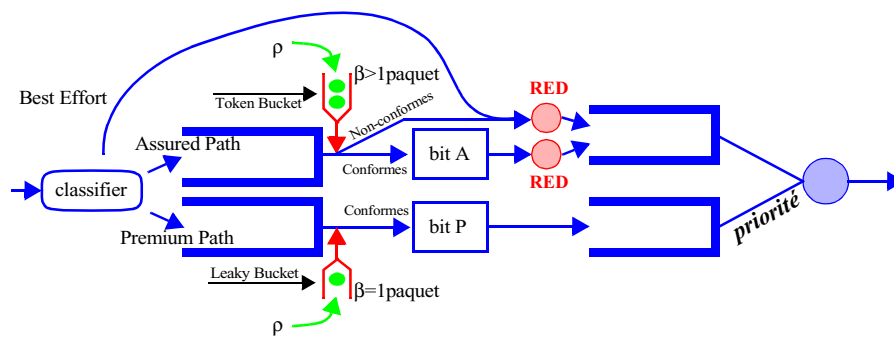 ρ
β>1paquet
Best Effort
Token Bucket
RED
Non-conformes
Assured Path
bit A
Conformes
RED
classifier
Conformes
bit P
Premium Path
priorité
Leaky Bucket
β=1paquet
ρ